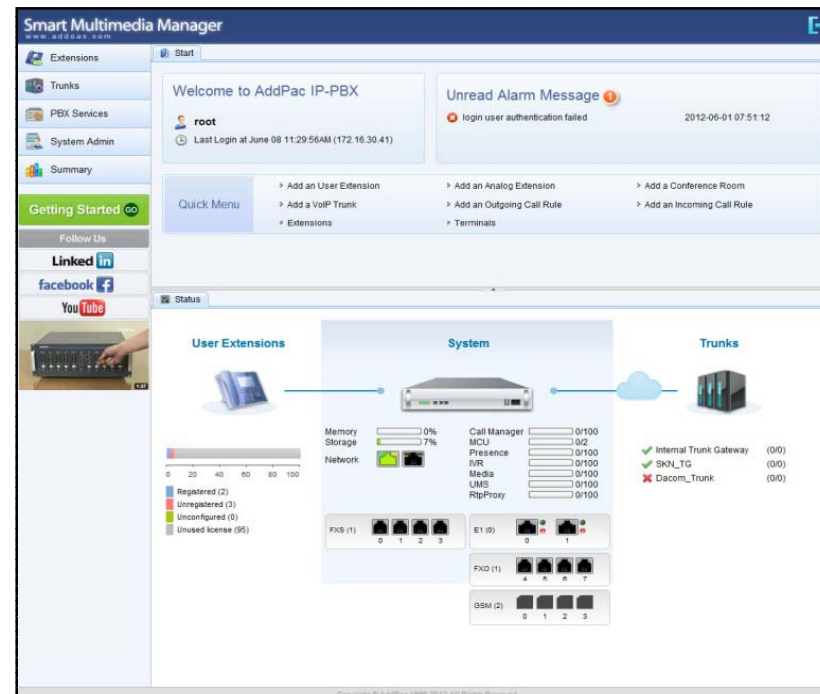 Smart Multimedia Manager
www.addpac.com
Extensions
Trunks
PBX Services
System Admin
Summary
Getting Started GO
Follow Us
Linked in
facebook f
You Tube
1:37
Start
Welcome to AddPac IP-PBX
root
Last Login at June 08 11:29:56AM (172.16.30.41)
Unread Alarm Message 1
login user authentication failed 2012-06-01 07:51:12
Quick Menu
> Add an User Extension > Add an Analog Extension > Add a Conference Room
> Add a VoIP Trunk > Add an Outgoing Call Rule > Add an Incoming Call Rule
> Extensions > Terminals
Status
User Extensions
0 20 40 60 80 100
Registered (2)
Unregistered (3)
Unconfigured (0)
Unused license (95)
System
Memory 0%
Storage 7%
Network
Call Manager 0/100
MCU 0/2
Presence 0/100
IVR 0/100
Media 0/100
UMS 0/100
RtpProxy 0/100
FXS (1)
0 1 2 3
E1 (0)
0 1
FXO (1)
4 5 6 7
GSM (2)
0 1 2 3
Trunks
Internal Trunk Gateway (0/0)
SKN_TG (0/0)
Dacom_Trunk (0/0)